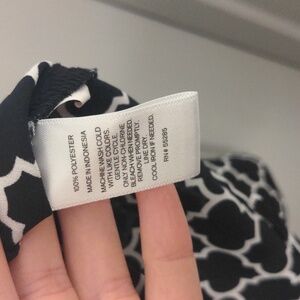 100% POLYESTER
MADE IN INDONESIA
MACHINE WASH COLD
WITH LIKE COLORS.
GENTLE CYCLE.
ONLY NON-CHLORINE
BLEACH WHEN NEEDED.
REMOVE PROMPTLY.
LINE DRY.
COOL IRON IF NEEDED.
RN# 55285